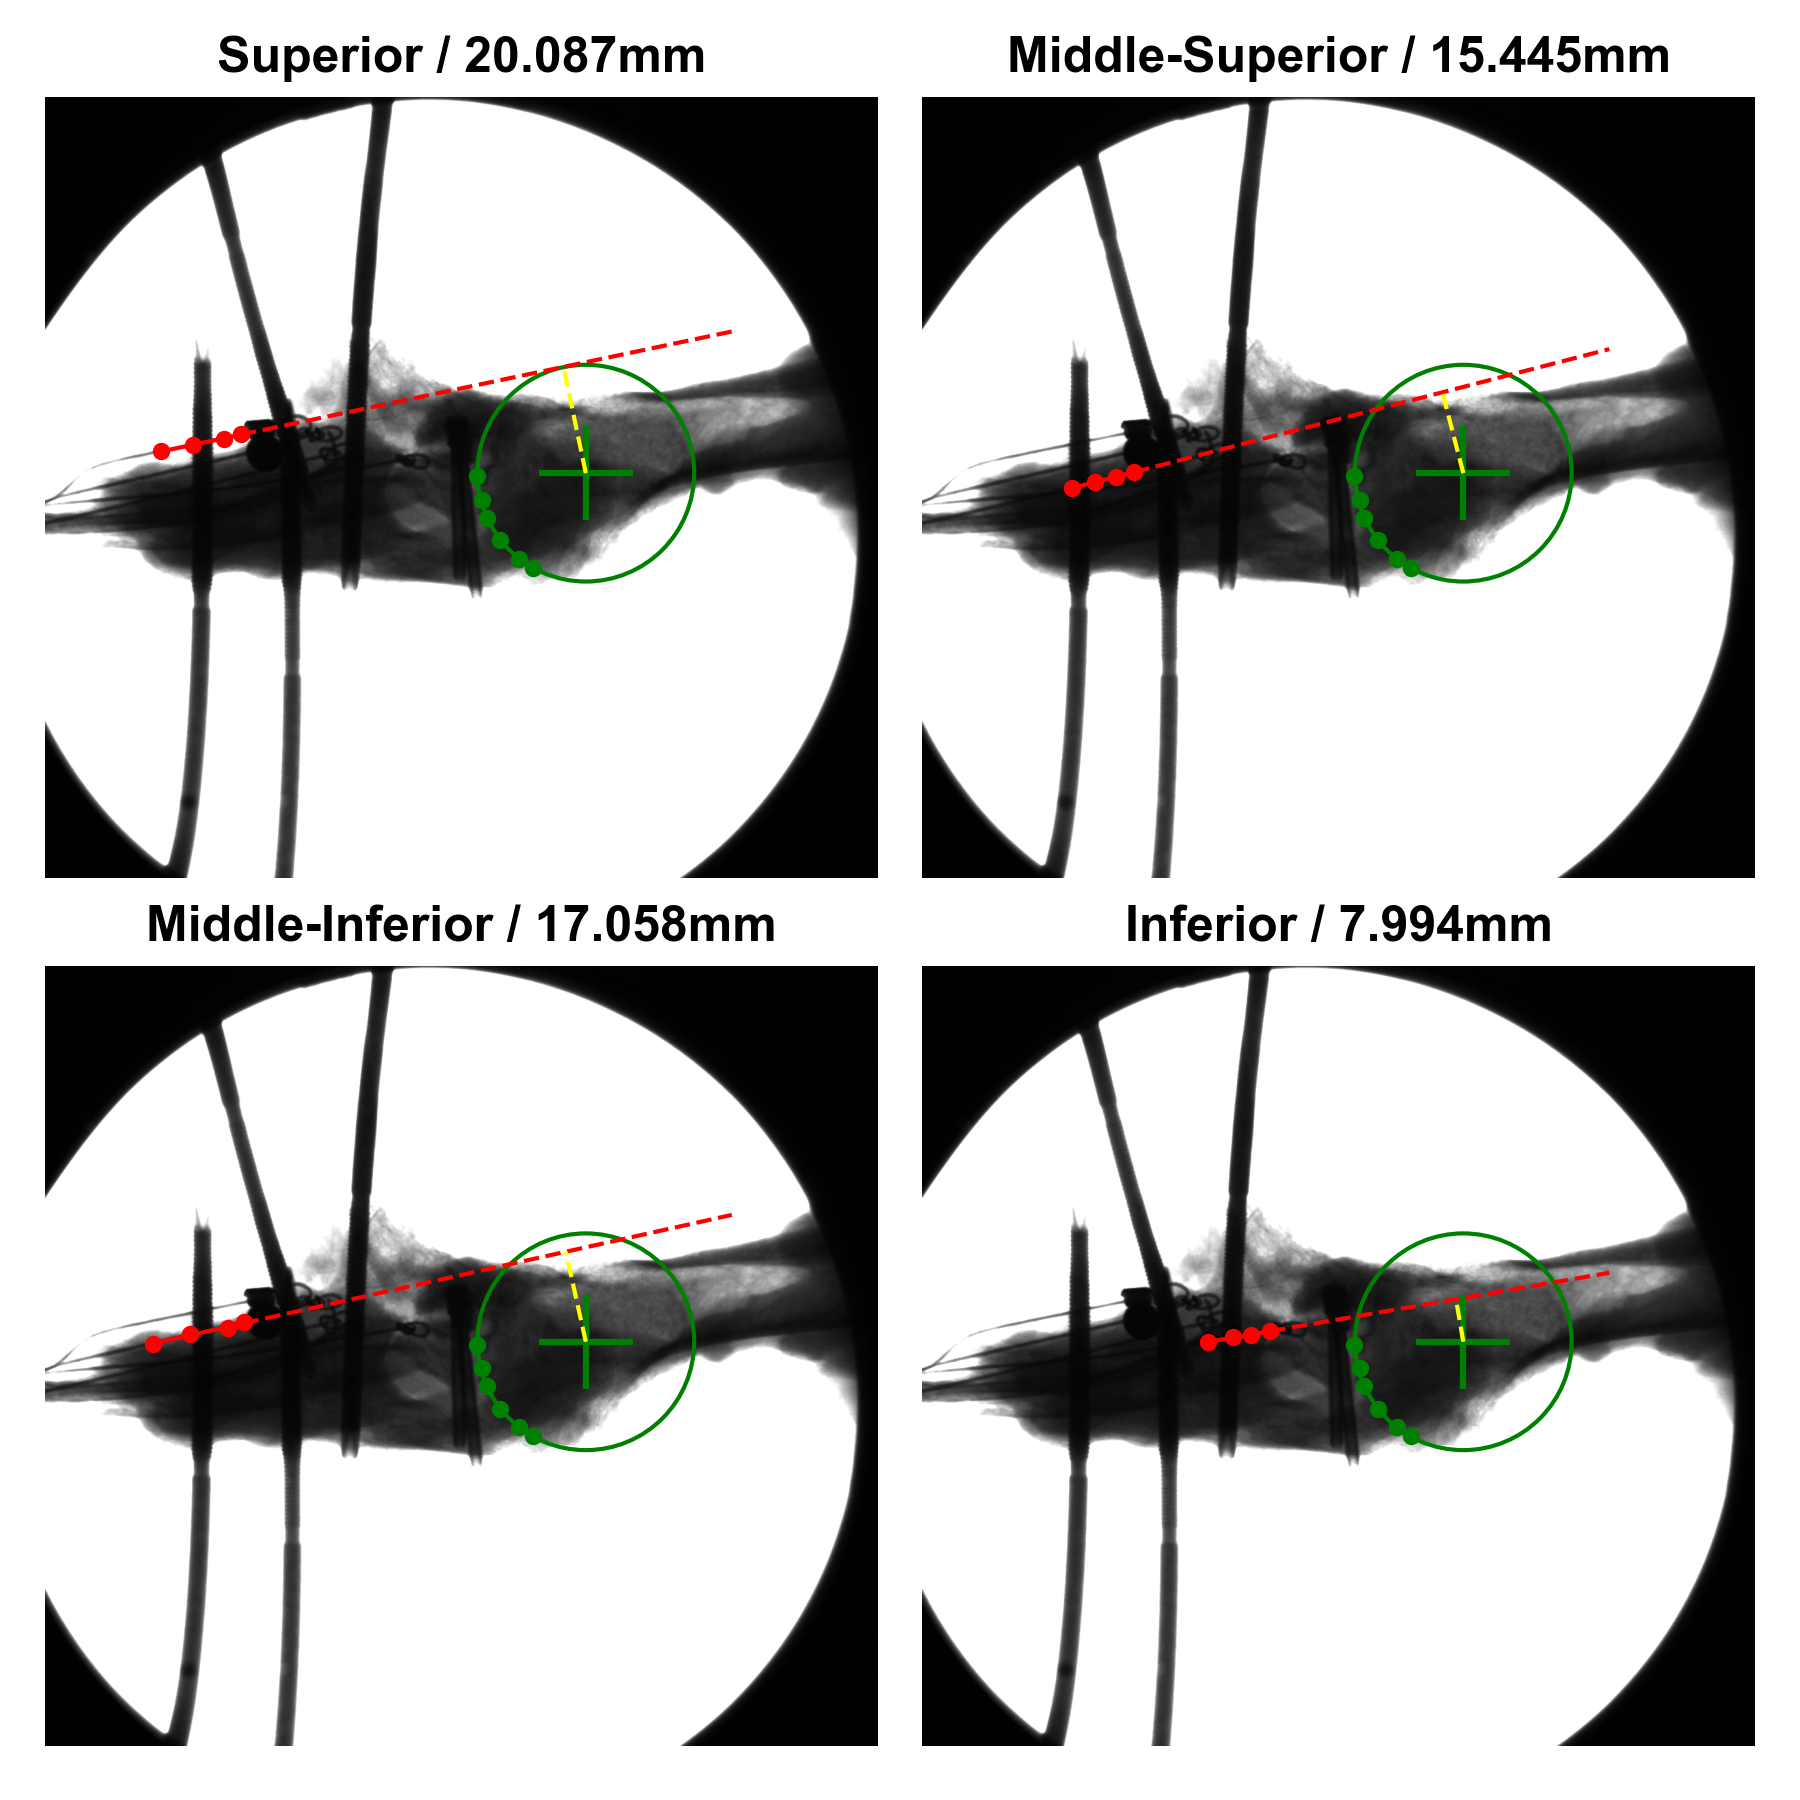 Superior / 20.087mm
Middle-Superior / 15.445mm
Middle-Inferior / 17.058mm
Inferior / 7.994mm